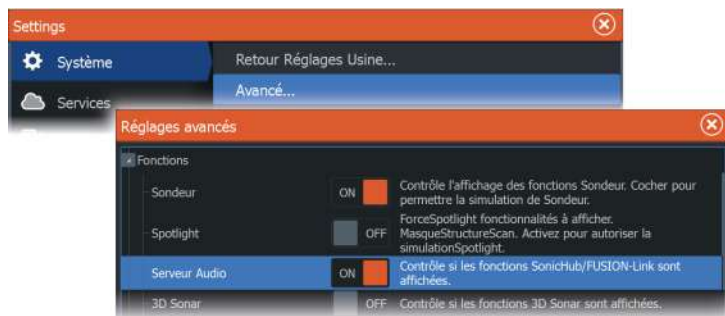 Settings
Système
Retour Réglages Usine...
Services
Avancé...
Réglages avancés
Fonctions
Sondeur
ON
Contrôle l'affichage des fonctions Sondeur. Cocher pour
permettre la simulation de Sondeur.
Spotlight
OFF
ForceSpotlight fonctionnalités à afficher.
MasqueStructureScan. Activez pour autoriser la
simulationSpotlight.
Serveur Audio
ON
Contrôle si les fonctions SonicHub/FUSION-Link sont
affichées.
3D Sonar
OFF
Contrôle si les fonctions 3D Sonar sont affichées.